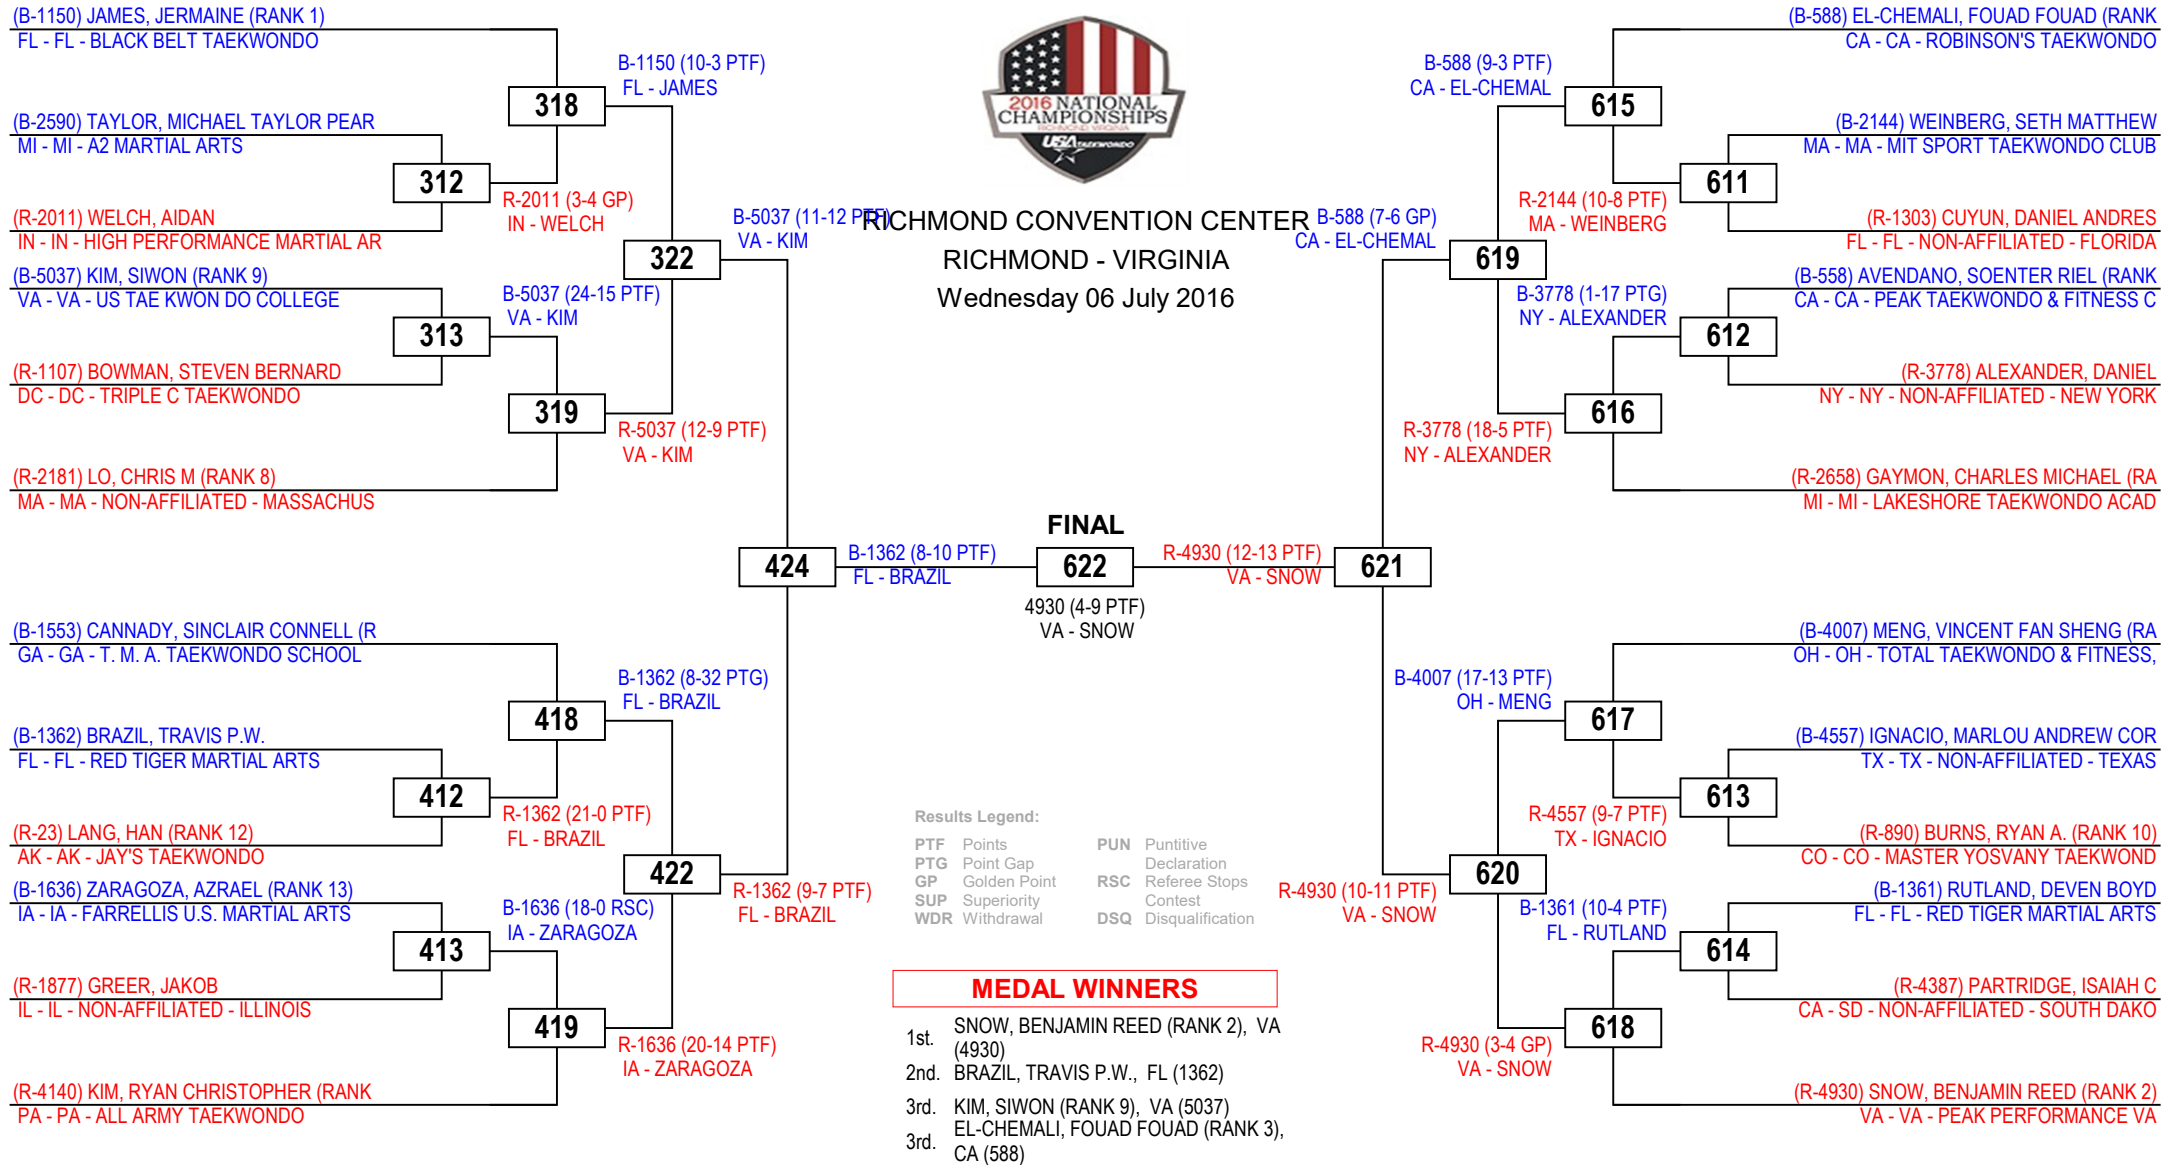 (B-1150) JAMES, JERMAINE (RANK 1)
FL - FL - BLACK BELT TAEKWONDO
B-1150 (10-3 PTF)
FL - JAMES
318
(B-2590) TAYLOR, MICHAEL TAYLOR PEAR
MI - MI - A2 MARTIAL ARTS
312
R-2011 (3-4 GP)
IN - WELCH
(R-2011) WELCH, AIDAN
IN - IN - HIGH PERFORMANCE MARTIAL AR
B-5037 (11-12 PTF)
VA - KIM
322
(B-5037) KIM, SIWON (RANK 9)
VA - VA - US TAE KWON DO COLLEGE
B-5037 (24-15 PTF)
VA - KIM
313
(R-1107) BOWMAN, STEVEN BERNARD
DC - DC - TRIPLE C TAEKWONDO
319
R-5037 (12-9 PTF)
VA - KIM
(R-2181) LO, CHRIS M (RANK 8)
MA - MA - NON-AFFILIATED - MASSACHUS
424
B-1362 (8-10 PTF)
FL - BRAZIL
(B-1553) CANNADY, SINCLAIR CONNELL (R
GA - GA - T. M. A. TAEKWONDO SCHOOL
B-1362 (8-32 PTG)
FL - BRAZIL
418
(B-1362) BRAZIL, TRAVIS P.W.
FL - FL - RED TIGER MARTIAL ARTS
412
R-1362 (21-0 PTF)
FL - BRAZIL
(R-23) LANG, HAN (RANK 12)
AK - AK - JAY'S TAEKWONDO
422
R-1362 (9-7 PTF)
FL - BRAZIL
(B-1636) ZARAGOZA, AZRAEL (RANK 13)
IA - IA - FARRELLIS U.S. MARTIAL ARTS
B-1636 (18-0 RSC)
IA - ZARAGOZA
413
(R-1877) GREER, JAKOB
IL - IL - NON-AFFILIATED - ILLINOIS
419
R-1636 (20-14 PTF)
IA - ZARAGOZA
(R-4140) KIM, RYAN CHRISTOPHER (RANK
PA - PA - ALL ARMY TAEKWONDO
2016 NATIONAL
CHAMPIONSHIPS
RICHMOND, VIRGINIA
USA TAEKWONDO
RICHMOND CONVENTION CENTER
RICHMOND - VIRGINIA
Wednesday 06 July 2016
FINAL
622
4930 (4-9 PTF)
VA - SNOW
Results Legend:
PTF Points
PTG Point Gap
GP Golden Point
SUP Superiority
WDR Withdrawal
PUN Puntitive
Declaration
RSC Referee Stops
Contest
DSQ Disqualification
MEDAL WINNERS
1st. SNOW, BENJAMIN REED (RANK 2), VA
(4930)
2nd. BRAZIL, TRAVIS P.W., FL (1362)
3rd. KIM, SIWON (RANK 9), VA (5037)
3rd. EL-CHEMALI, FOUAD FOUAD (RANK 3),
CA (588)
(B-588) EL-CHEMALI, FOUAD FOUAD (RANK
CA - CA - ROBINSON'S TAEKWONDO
B-588 (9-3 PTF)
CA - EL-CHEMAL
615
(B-2144) WEINBERG, SETH MATTHEW
MA - MA - MIT SPORT TAEKWONDO CLUB
611
R-2144 (10-8 PTF)
MA - WEINBERG
(R-1303) CUYUN, DANIEL ANDRES
FL - FL - NON-AFFILIATED - FLORIDA
B-588 (7-6 GP)
CA - EL-CHEMAL
619
(B-558) AVENDANO, SOENTER RIEL (RANK
CA - CA - PEAK TAEKWONDO & FITNESS C
B-3778 (1-17 PTG)
NY - ALEXANDER
612
(R-3778) ALEXANDER, DANIEL
NY - NY - NON-AFFILIATED - NEW YORK
616
R-3778 (18-5 PTF)
NY - ALEXANDER
(R-2658) GAYMON, CHARLES MICHAEL (RA
MI - MI - LAKESHORE TAEKWONDO ACAD
R-4930 (12-13 PTF)
VA - SNOW
621
(B-4007) MENG, VINCENT FAN SHENG (RA
OH - OH - TOTAL TAEKWONDO & FITNESS,
B-4007 (17-13 PTF)
OH - MENG
617
(B-4557) IGNACIO, MARLOU ANDREW COR
TX - TX - NON-AFFILIATED - TEXAS
613
R-4557 (9-7 PTF)
TX - IGNACIO
(R-890) BURNS, RYAN A. (RANK 10)
CO - CO - MASTER YOSVANY TAEKWOND
620
R-4930 (10-11 PTF)
VA - SNOW
(B-1361) RUTLAND, DEVEN BOYD
FL - FL - RED TIGER MARTIAL ARTS
B-1361 (10-4 PTF)
FL - RUTLAND
614
(R-4387) PARTRIDGE, ISAIAH C
CA - SD - NON-AFFILIATED - SOUTH DAKO
618
R-4930 (3-4 GP)
VA - SNOW
(R-4930) SNOW, BENJAMIN REED (RANK 2)
VA - VA - PEAK PERFORMANCE VA